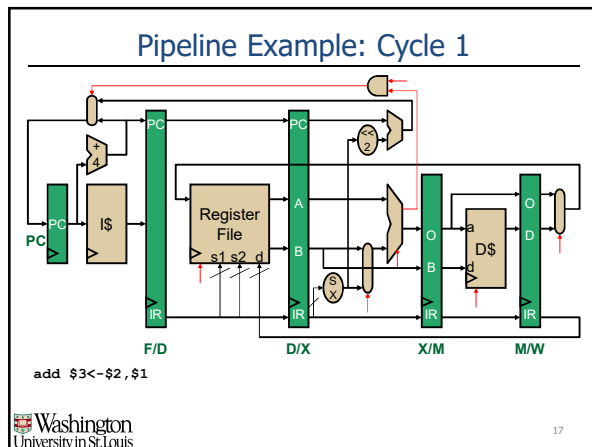 Pipeline Example: Cycle 1
PC
PC
<<
2
+
4
PC
I$
Register
File
s1 s2 d
A
B
S
X
O
B
a
D$
d
O
D
PC
IR
IR
IR
IR
F/D
D/X
X/M
M/W
add $3<-$2,$1
Washington
University in St.Louis
17